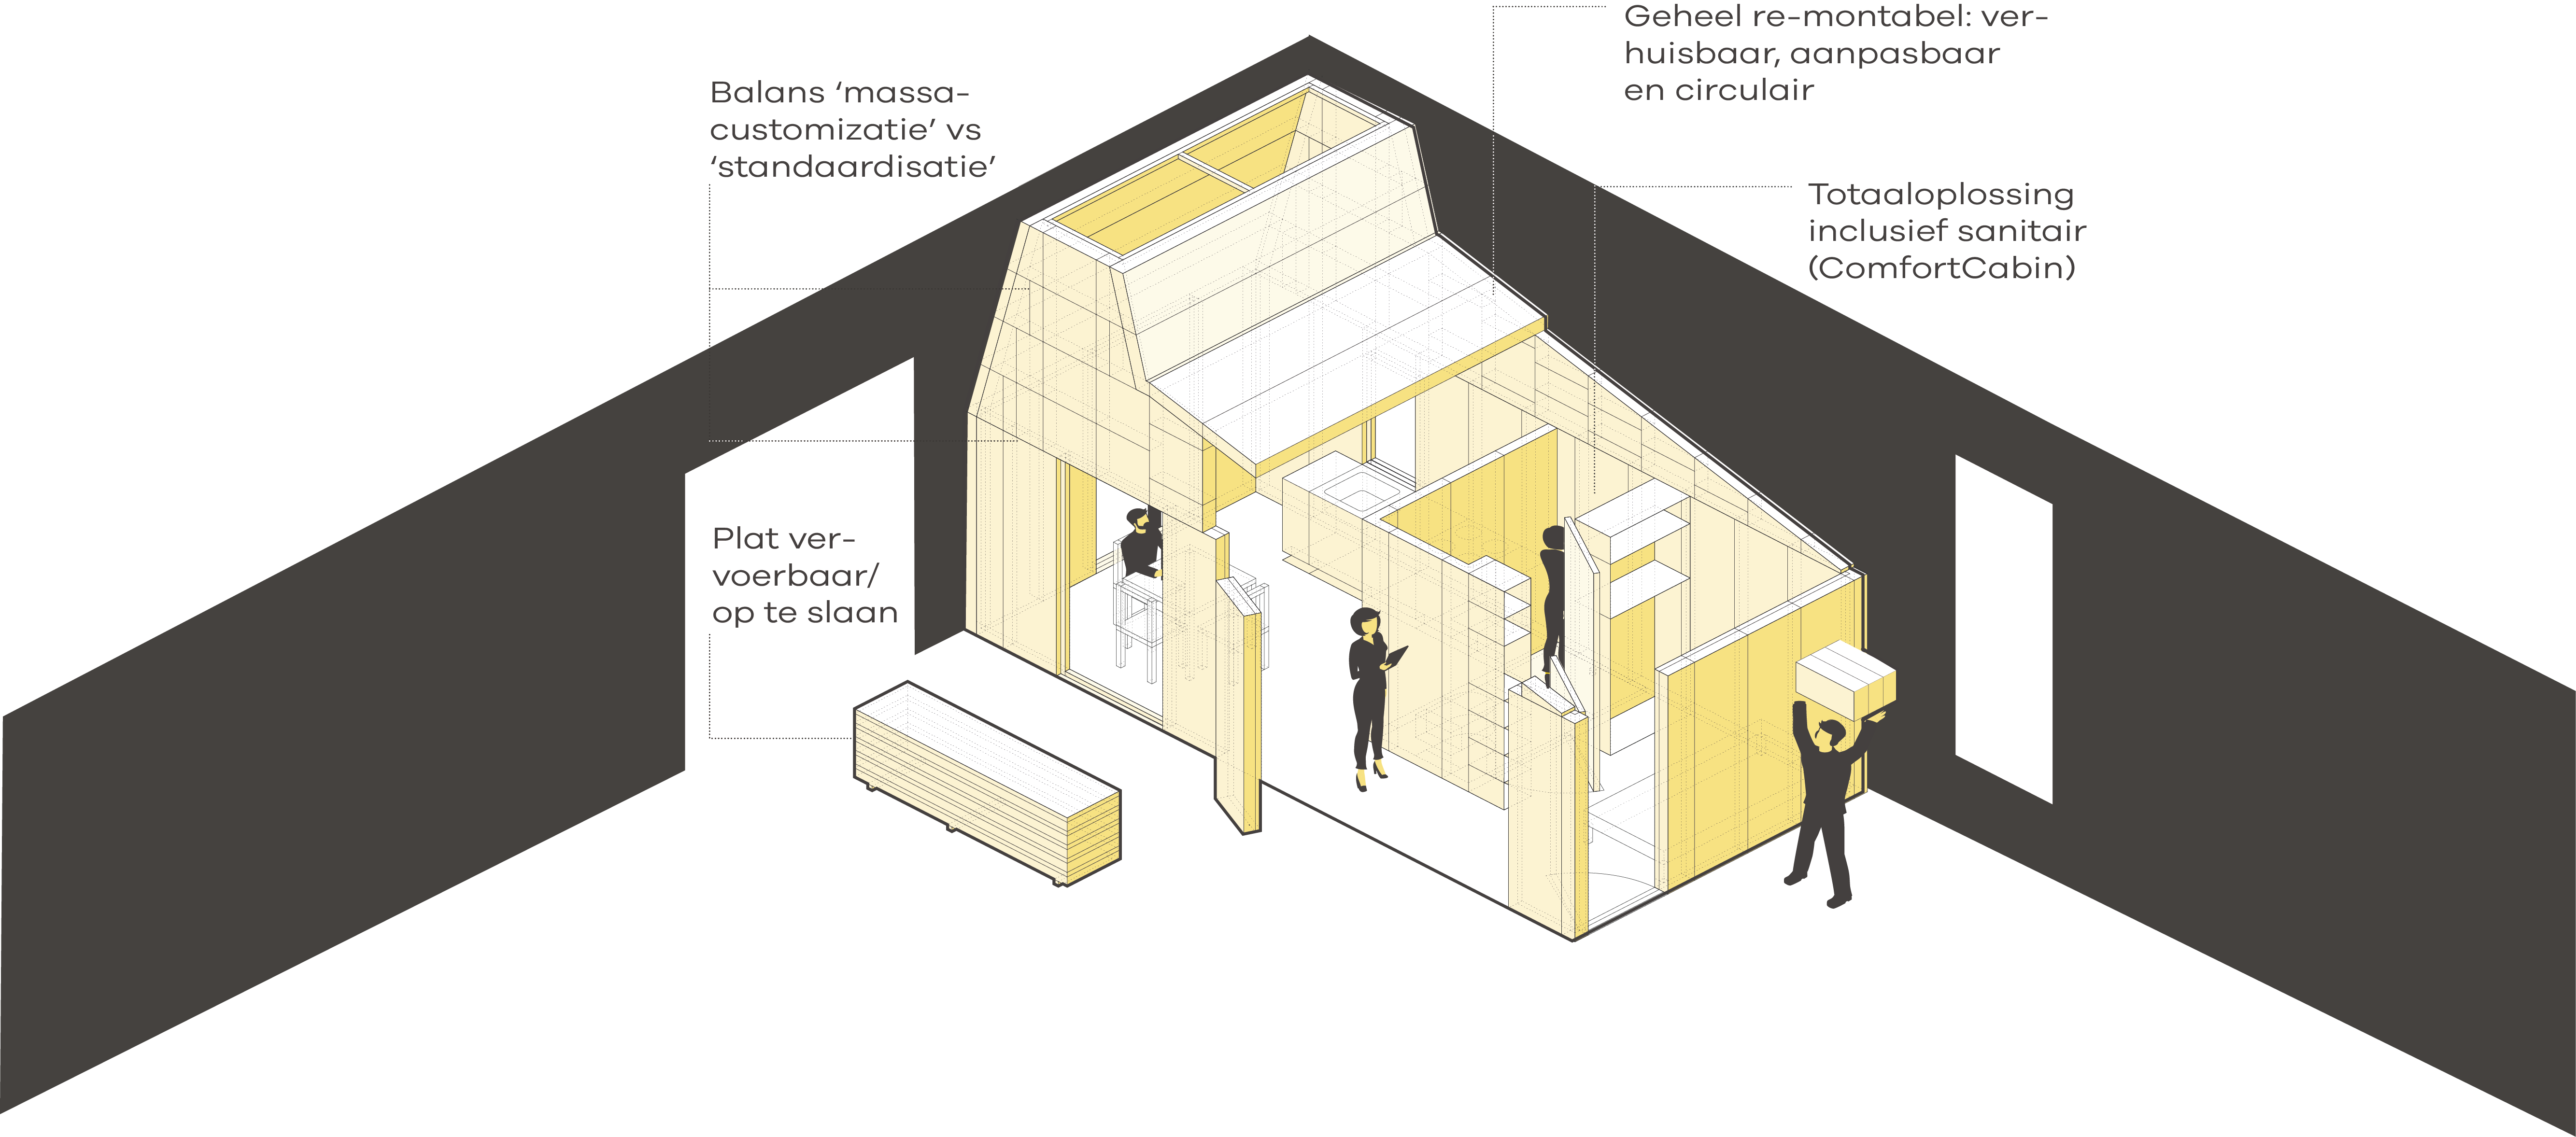 Balans ‘massa-
customizatie’ vs
‘standaardisatie’
Geheel re-montabel: ver-
huisbaar, aanpasbaar
en circulair
Totaaloplossing
inclusief sanitair
(ComfortCabin)
Plat ver-
voerbaar/
op te slaan